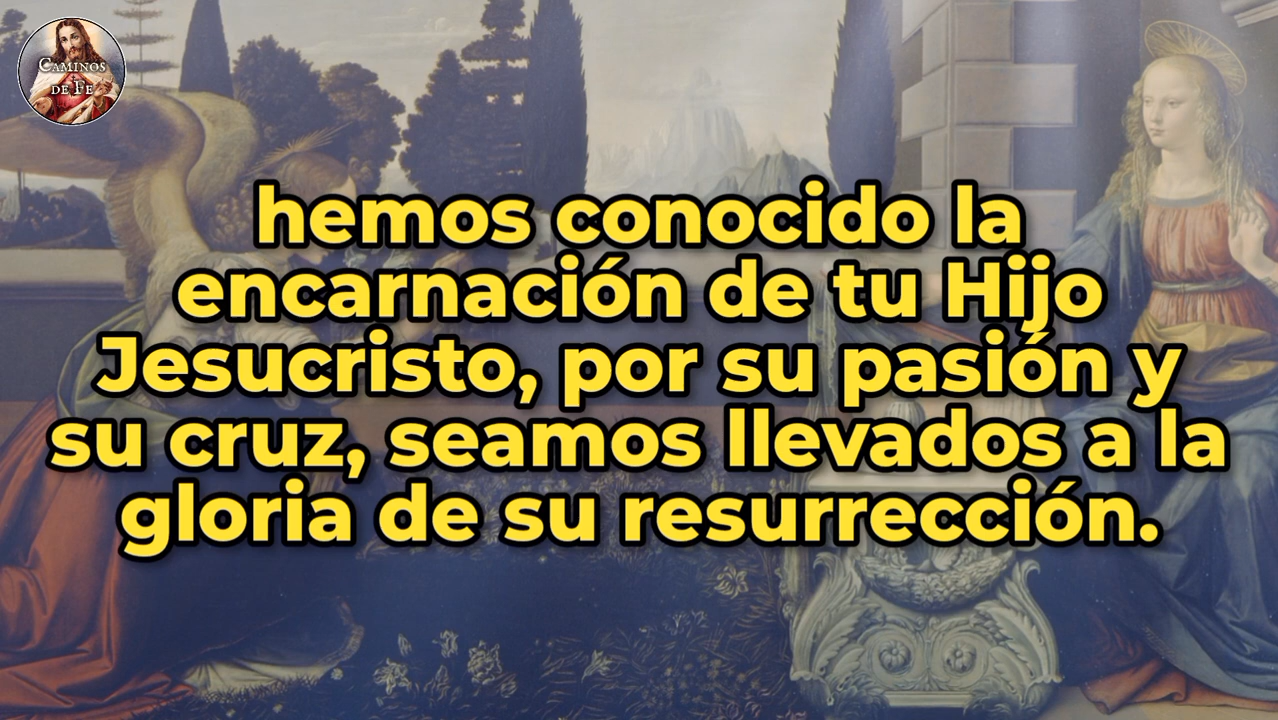 CAMINOS
DE FE
hemos conocido la
encarnación de tu Hijo
Jesucristo, por su pasión y
su cruz, seamos llevados a la
gloria de su resurrección.